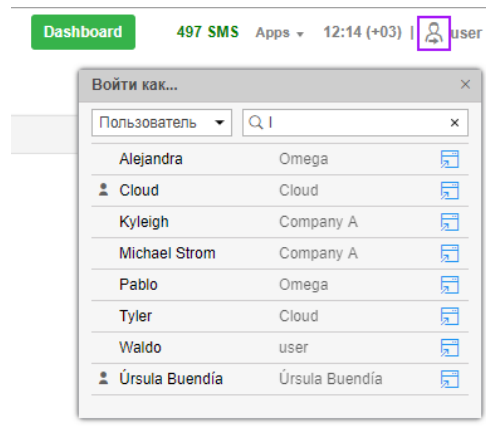 Dashboard 497 SMS Apps 12:14 (+03) | user
Войти как...
Пользователь l
Alejandra Omega
Cloud Cloud
Kyleigh Company A
Michael Strom Company A
Pablo Omega
Tyler Cloud
Waldo user
Úrsula Buendía Úrsula Buendía